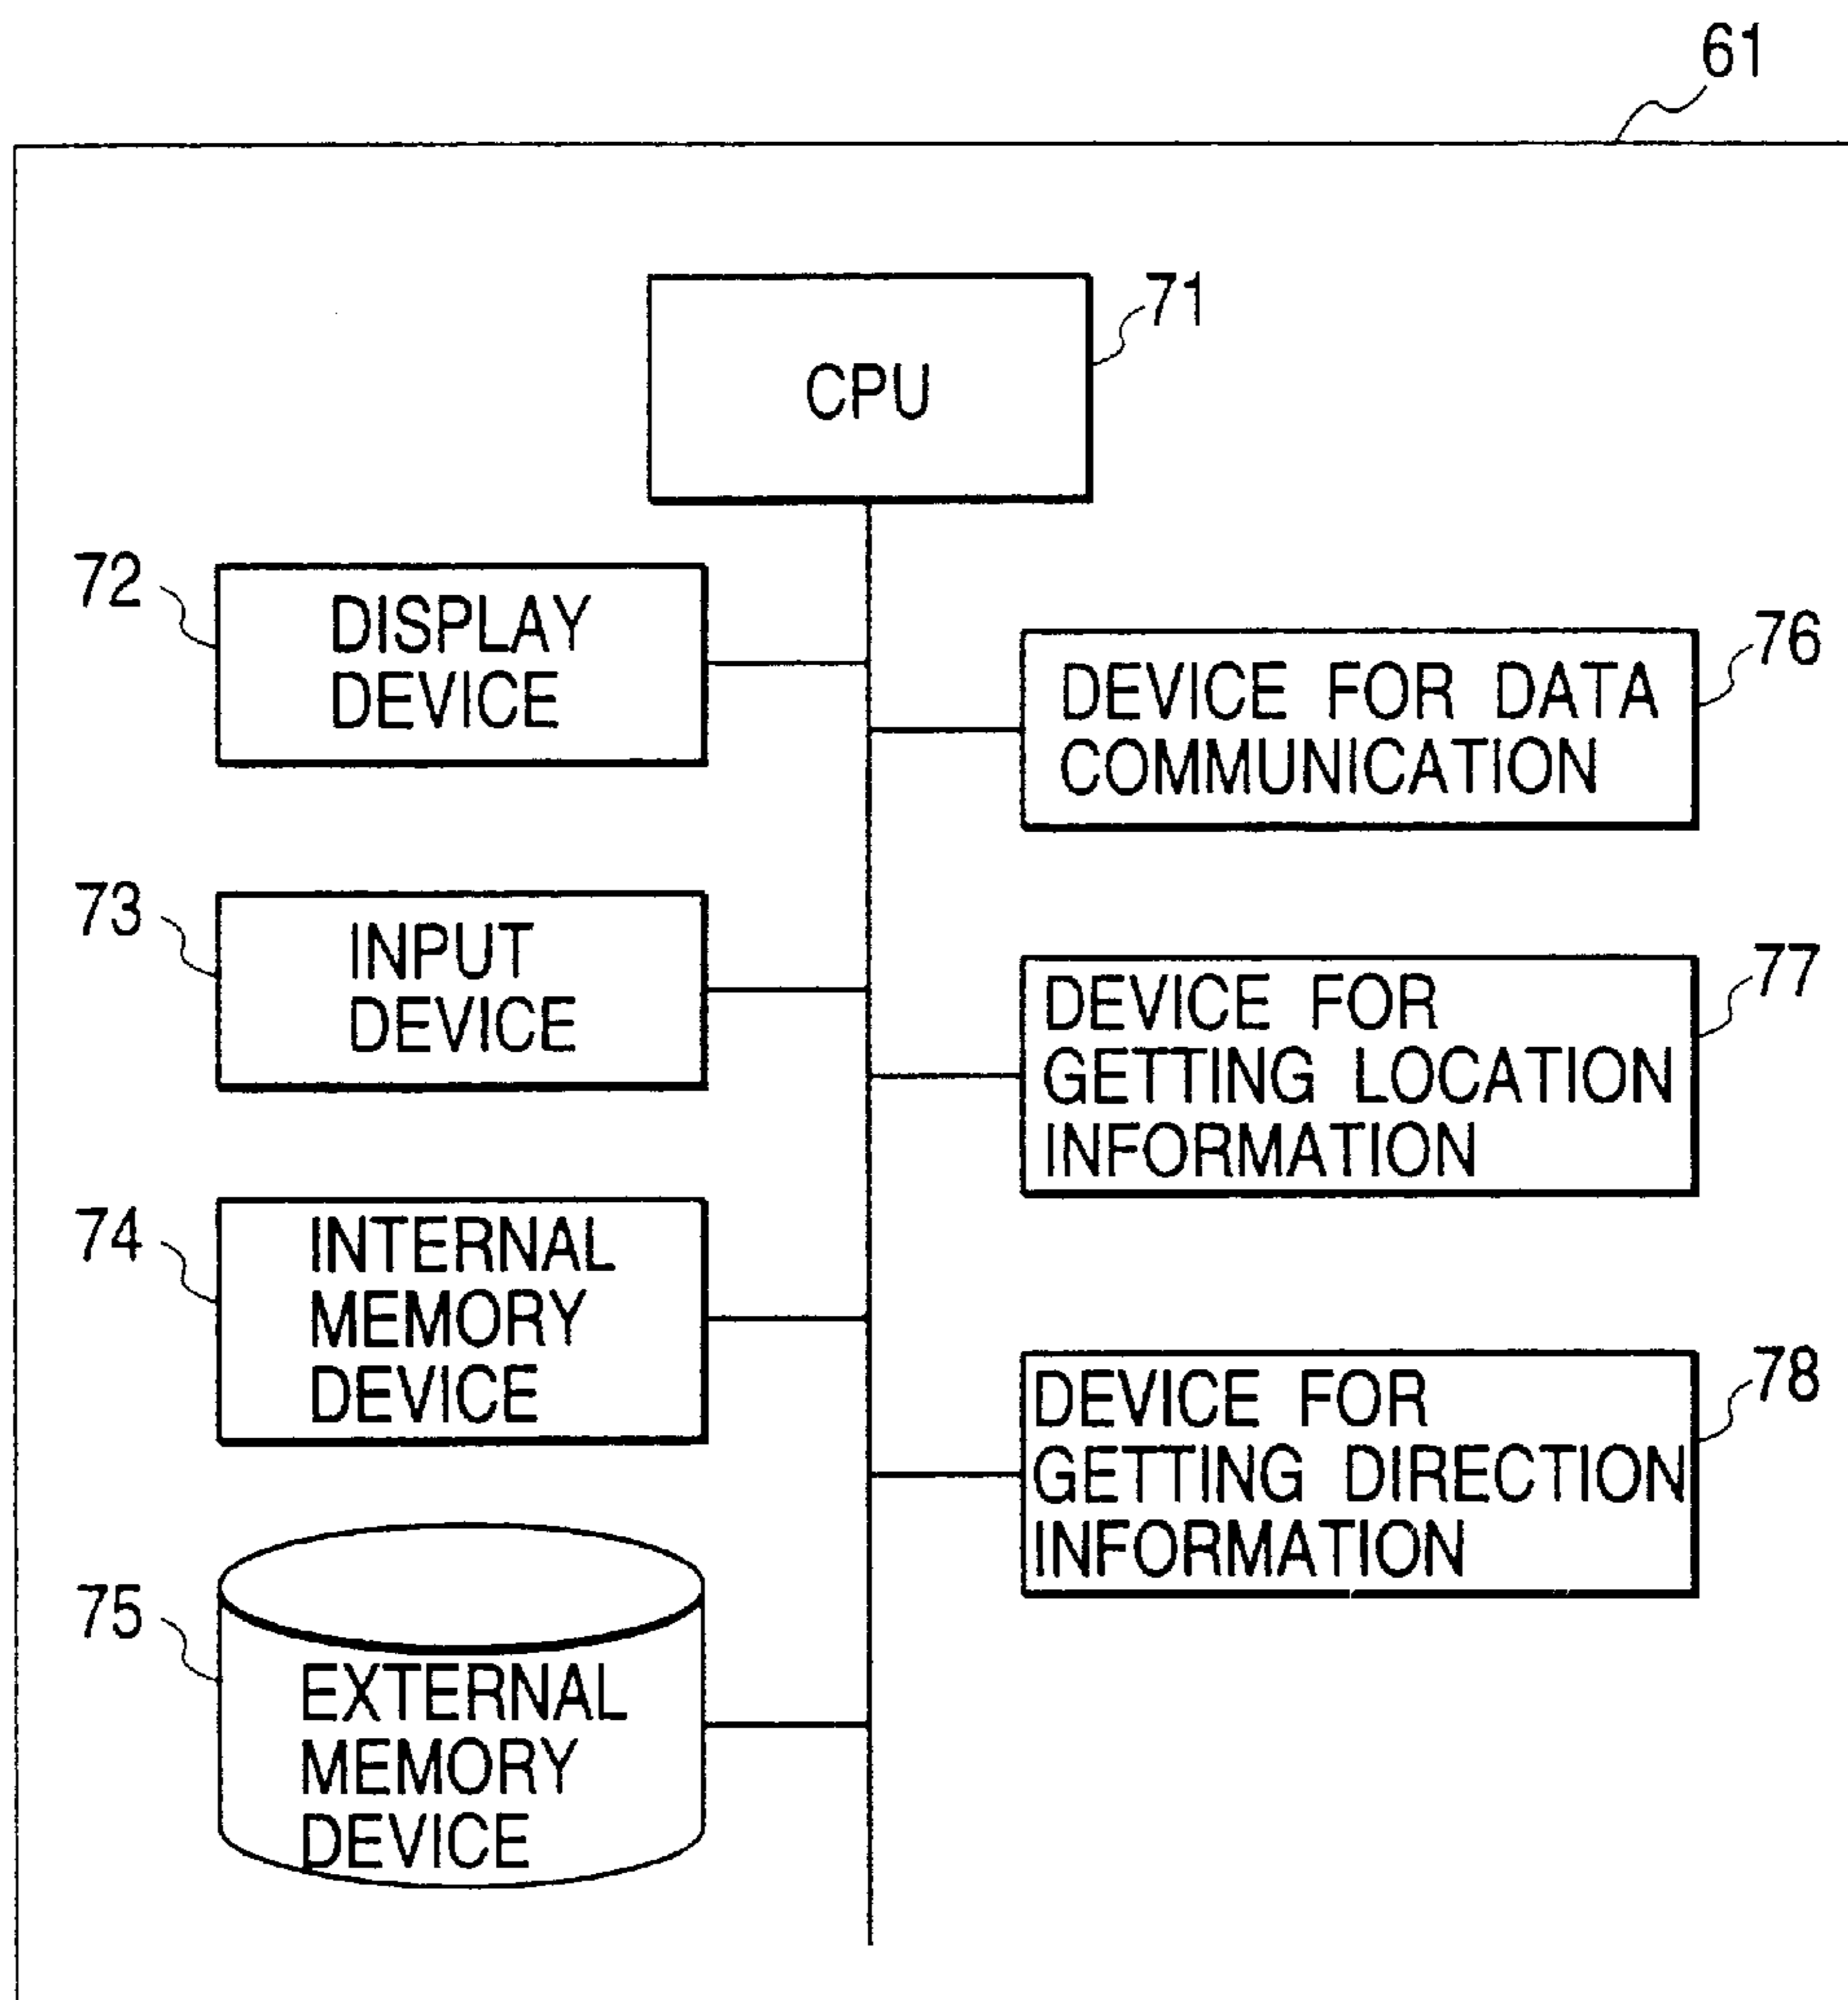 61
71
CPU
72
DISPLAY
DEVICE
76
DEVICE FOR DATA
COMMUNICATION
73
INPUT
DEVICE
77
DEVICE FOR
GETTING LOCATION
INFORMATION
74
INTERNAL
MEMORY
DEVICE
78
DEVICE FOR
GETTING DIRECTION
INFORMATION
75
EXTERNAL
MEMORY
DEVICE